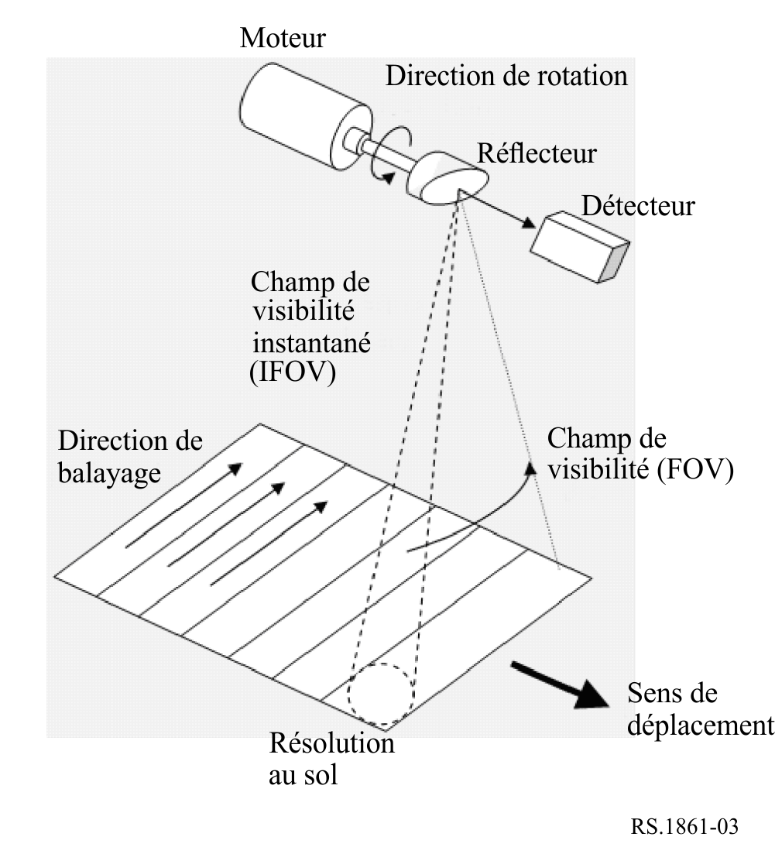 Moteur
Direction de rotation
Réflecteur
Détecteur
Champ de
visibilité
instantané
(IFOV)
Direction de
balayage
Champ de
visibilité (FOV)
Sens de
déplacement
Résolution
au sol
RS.1861-03